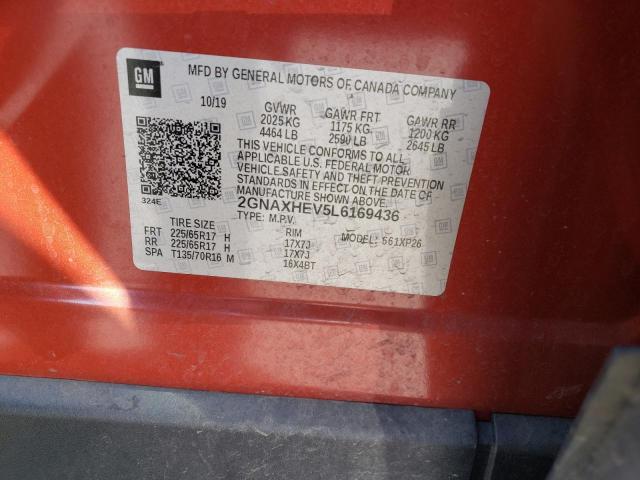 GM
MFD BY GENERAL MOTORS OF CANADA COMPANY
10/19
GVWR GAWR FRT GAWR RR
2025 KG 1175 KG 1200 KG
4464 LB 2590 LB 2645 LB
THIS VEHICLE CONFORMS TO ALL
APPLICABLE U.S. FEDERAL MOTOR
VEHICLE SAFETY AND THEFT PREVENTION
STANDARDS IN EFFECT ON THE DATE OF
MANUFACTURE SHOWN ABOVE.
324E
2GNAXHEV5L6169436
TYPE: M.P.V.
TIRE SIZE RIM MODEL: 561XP26
FRT 225/65R17 H 17X7J
RR 225/65R17 H 17X7J
SPA T135/70R16 M 16X4BT